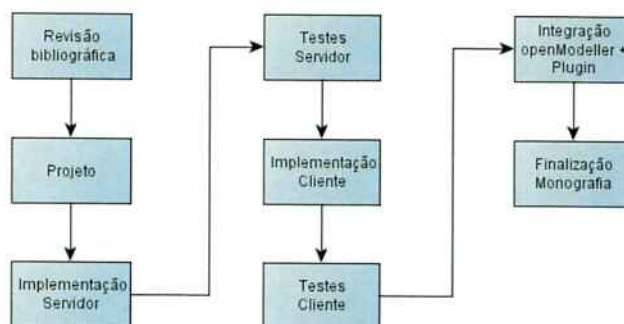 Revisão
bibliográfica
Projeto
Implementação
Servidor
Testes
Servidor
Implementação
Cliente
Testes
Cliente
Integração
openModeller +
Plugin
Finalização
Monografia